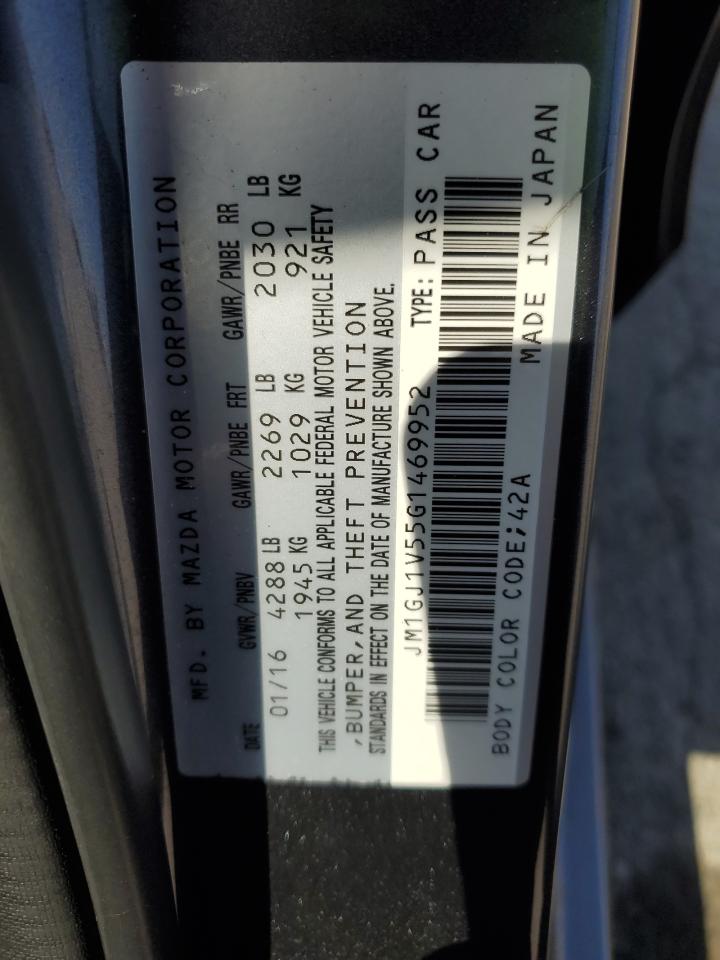 MFD. BY MAZDA MOTOR CORPORATION
DATE GVWR/PNBV GAWR/PNBE FRT GAWR/PNBE RR
01/16 4288 LB 2269 LB 2030 LB
1945 KG 1029 KG 921 KG
THIS VEHICLE CONFORMS TO ALL APPLICABLE FEDERAL MOTOR VEHICLE SAFETY
,BUMPER,AND THEFT PREVENTION
STANDARDS IN EFFECT ON THE DATE OF MANUFACTURE SHOWN ABOVE.
JM1GJ1V55G1469952 TYPE: PASS CAR
BODY COLOR CODE;42A MADE IN JAPAN